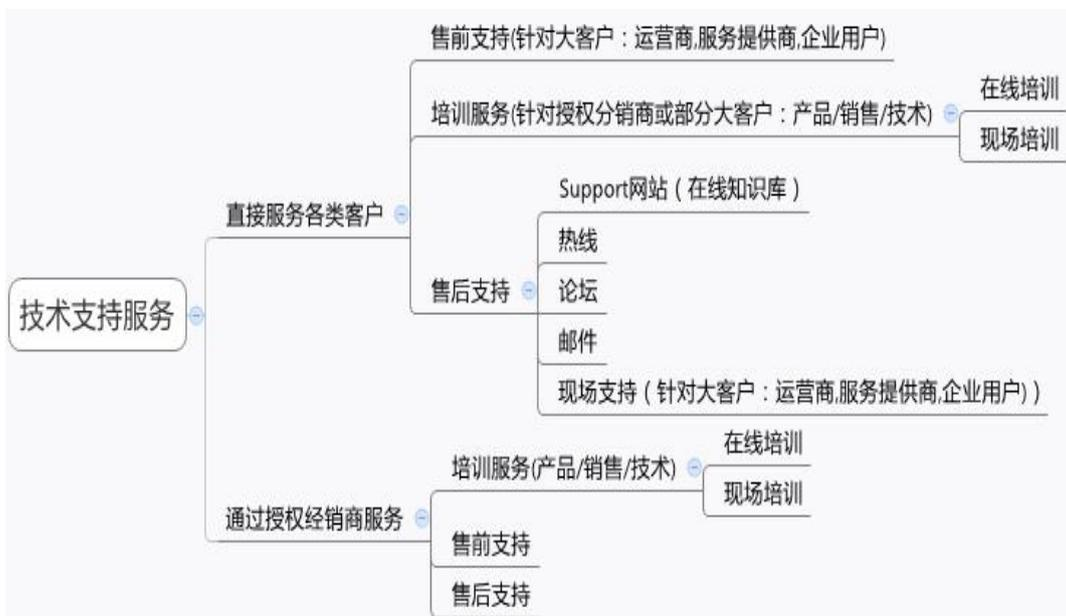 售前支持(针对大客户：运营商,服务提供商,企业用户)
在线培训
培训服务(针对授权分销商或部分大客户：产品/销售/技术)
现场培训
Support网站（在线知识库）
直接服务各类客户
热线
售后支持
论坛
技术支持服务
邮件
现场支持（针对大客户：运营商,服务提供商,企业用户)）
在线培训
培训服务(产品/销售/技术)
现场培训
通过授权经销商服务
售前支持
售后支持